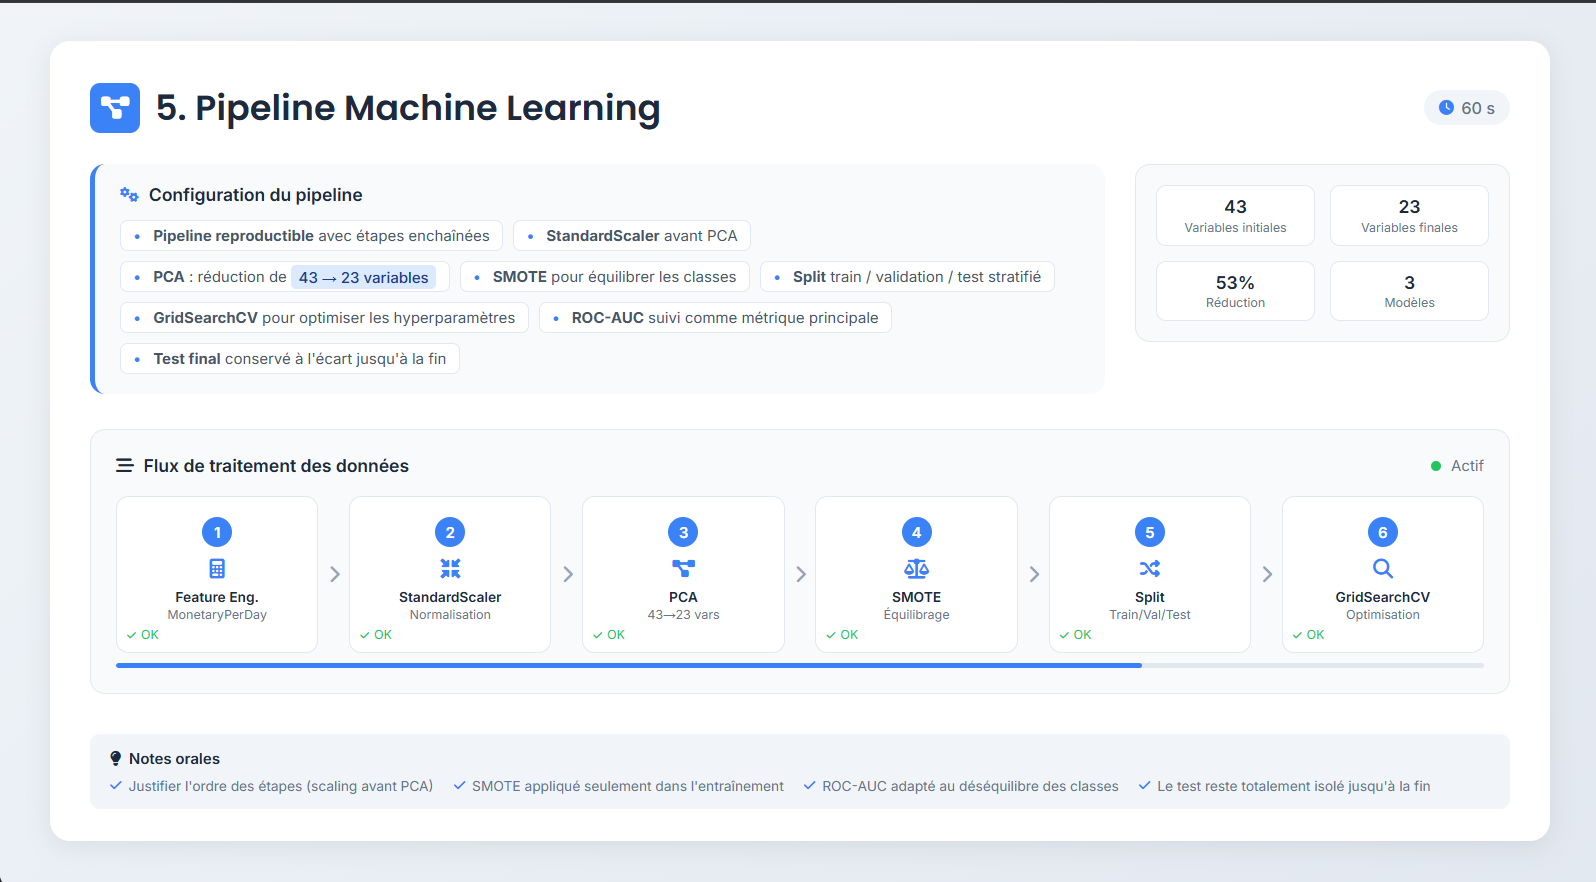 5. Pipeline Machine Learning
60 s
Configuration du pipeline
• Pipeline reproductible avec étapes enchaînées
• StandardScaler avant PCA
• PCA : réduction de 43 → 23 variables
• SMOTE pour équilibrer les classes
• Split train / validation / test stratifié
• GridSearchCV pour optimiser les hyperparamètres
• ROC-AUC suivi comme métrique principale
• Test final conservé à l'écart jusqu'à la fin
43
Variables initiales
23
Variables finales
53%
Réduction
3
Modèles
Flux de traitement des données
Actif
1
Feature Eng.
MonetaryPerDay
✓ OK
2
StandardScaler
Normalisation
✓ OK
3
PCA
43→23 vars
✓ OK
4
SMOTE
Équilibrage
✓ OK
5
Split
Train/Val/Test
✓ OK
6
GridSearchCV
Optimisation
✓ OK
Notes orales
✓ Justifier l'ordre des étapes (scaling avant PCA)
✓ SMOTE appliqué seulement dans l'entraînement
✓ ROC-AUC adapté au déséquilibre des classes
✓ Le test reste totalement isolé jusqu'à la fin